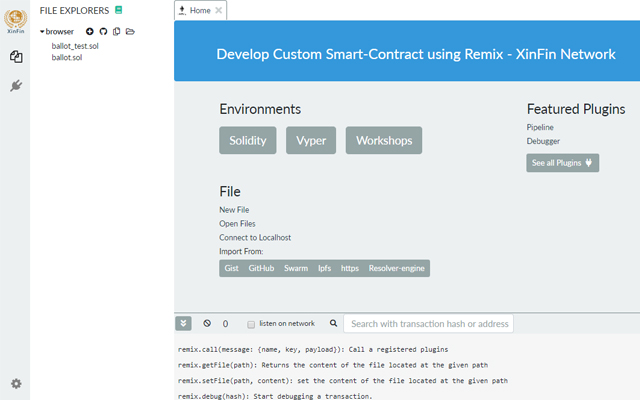 XinFin
FILE EXPLORERS
browser
ballot_test.sol
ballot.sol
Home
Develop Custom Smart-Contract using Remix - XinFin Network
Environments
Solidity Vyper Workshops
Featured Plugins
Pipeline
Debugger
See all Plugins
File
New File
Open Files
Connect to Localhost
Import From:
Gist GitHub Swarm Ipfs https Resolver-engine
0 listen on network Search with transaction hash or address
remix.call(message: {name, key, payload}): Call a registered plugins
remix.getFile(path): Returns the content of the file located at the given path
remix.setFile(path, content): set the content of the file located at the given path
remix.debug(hash): Start debugging a transaction.